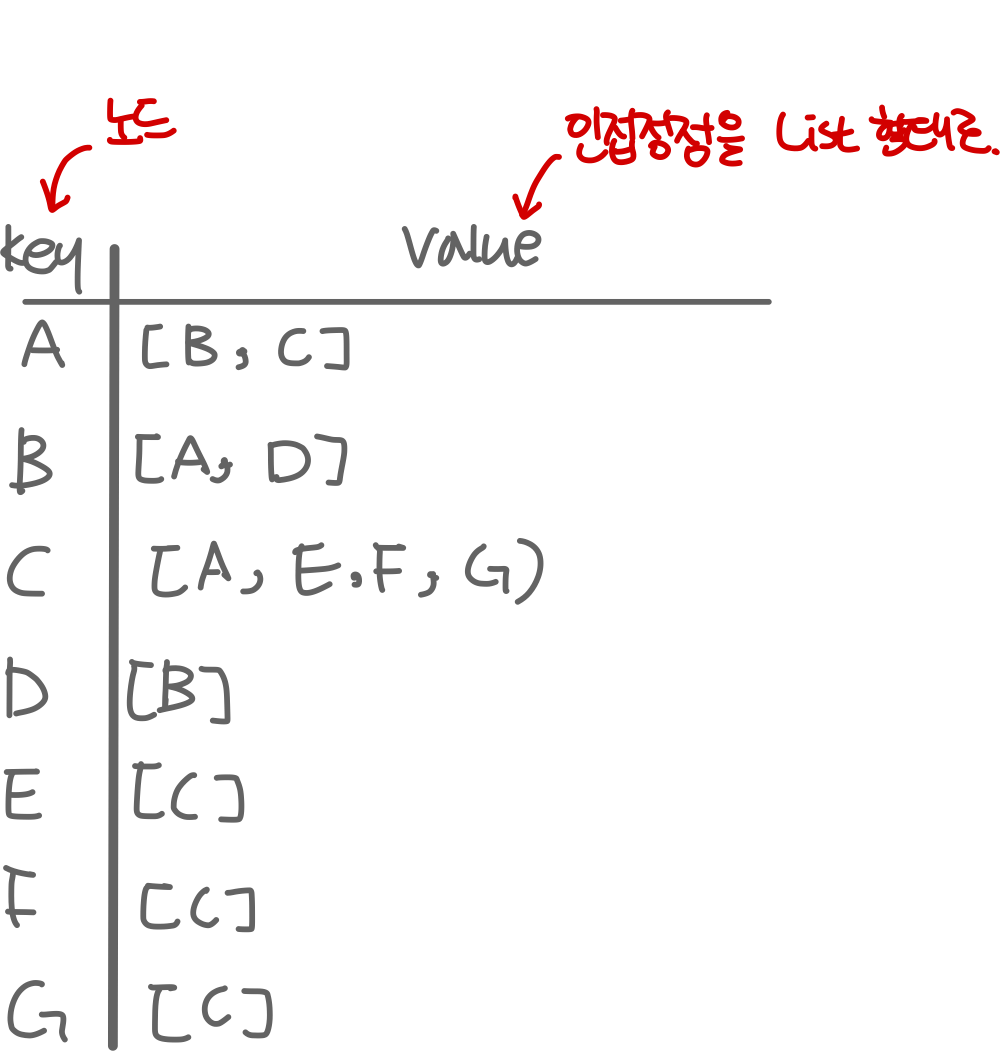 노드
인접정점을 List 형태로.
key value
A [B, C]
B [A, D]
C [A, E.F, G)
D [B]
E [C]
F [C]
G [C]